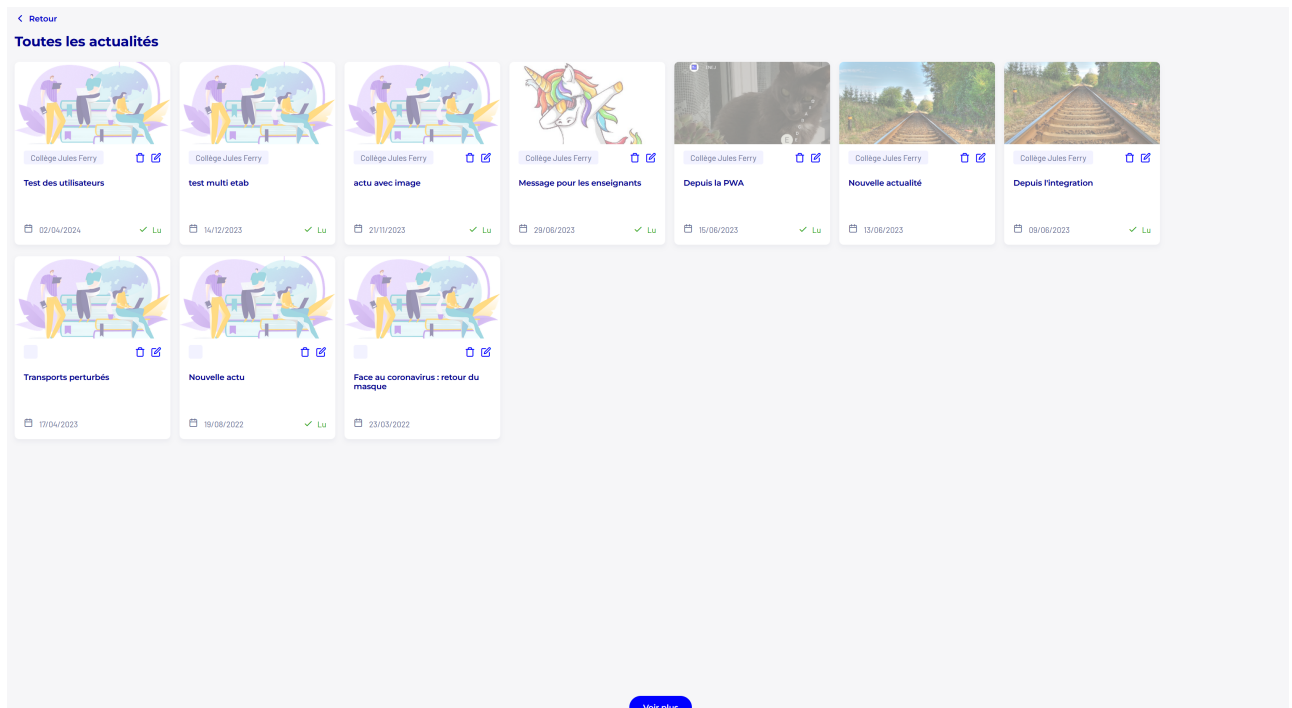 Retour
Toutes les actualités
Collège Jules Ferry
Test des utilisateurs
02/04/2024 Lu
Collège Jules Ferry
test multi etab
14/12/2023 Lu
Collège Jules Ferry
actu avec image
21/11/2023 Lu
Collège Jules Ferry
Message pour les enseignants
29/06/2023 Lu
Collège Jules Ferry
Depuis la PWA
15/06/2023 Lu
Collège Jules Ferry
Nouvelle actualité
13/06/2023
Collège Jules Ferry
Depuis l'integration
09/06/2023 Lu
Transports perturbés
17/04/2023
Nouvelle actu
19/08/2022 Lu
Face au coronavirus : retour du
masque
23/03/2022
Voir plus